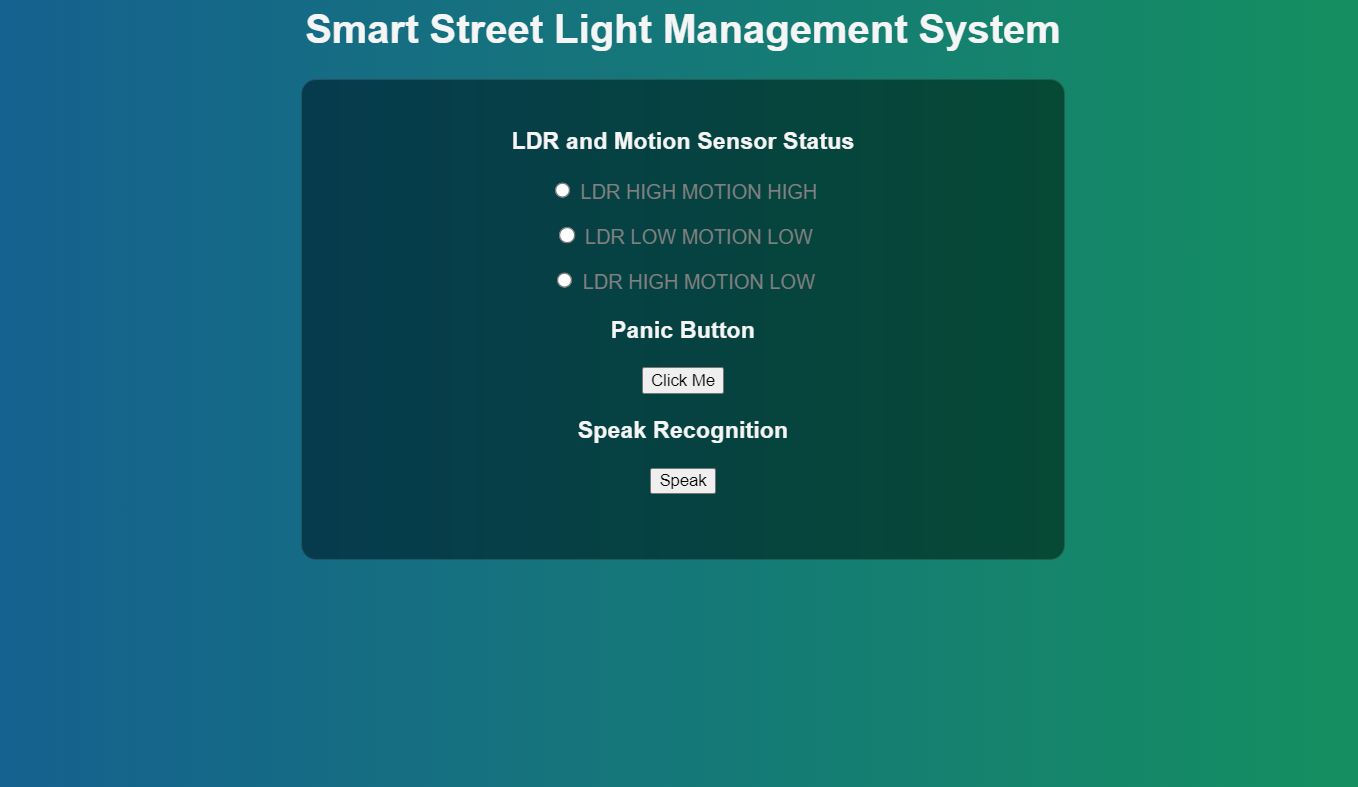 Smart Street Light Management System
LDR and Motion Sensor Status
LDR HIGH MOTION HIGH
LDR LOW MOTION LOW
LDR HIGH MOTION LOW
Panic Button
Click Me
Speak Recognition
Speak